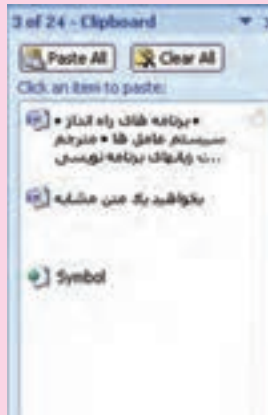 3 of 24 - Clipboard
Paste All Clear All
Click an item to paste:
• برنامه های راه انداز •
سیستم عامل ها • مترجم
ت زبانهای برنامه نویسی...
بخواهید یک متن مشابه
Symbol